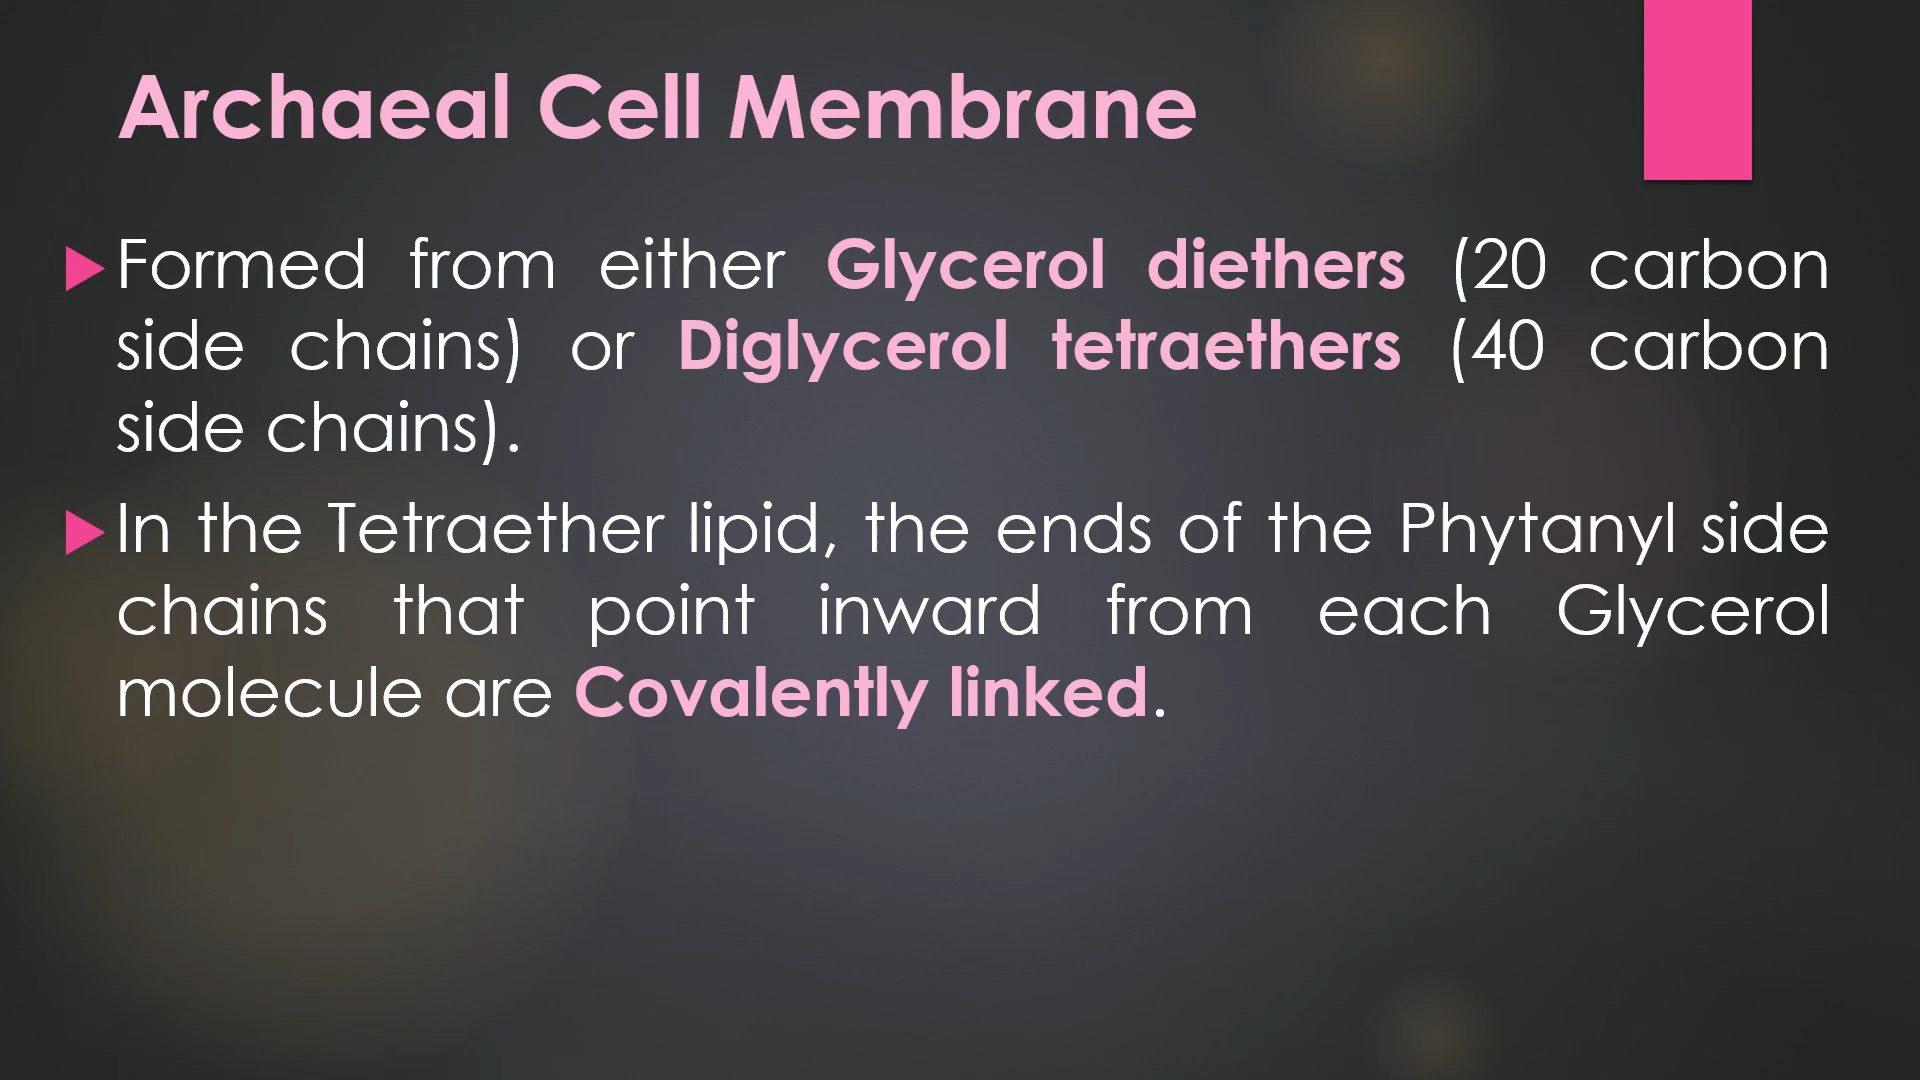 Archaeal Cell Membrane
Formed from either Glycerol diethers (20 carbon
side chains) or Diglycerol tetraethers (40 carbon
side chains).
In the Tetraether lipid, the ends of the Phytanyl side
chains that point inward from each Glycerol
molecule are Covalently linked.